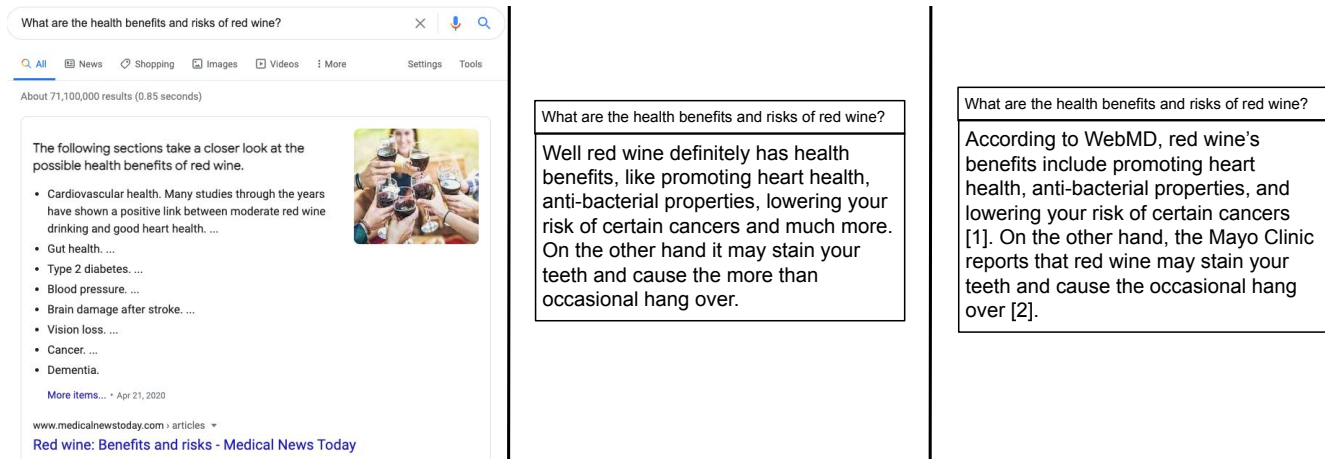 What are the health benefits and risks of red wine?
All
News
Shopping
Images
Videos
More
Settings
Tools
About 71,100,000 results (0.85 seconds)
The following sections take a closer look at the
possible health benefits of red wine.
• Cardiovascular health. Many studies through the years
have shown a positive link between moderate red wine
drinking and good heart health. ...
• Gut health. ...
• Type 2 diabetes. ...
• Blood pressure. ...
• Brain damage after stroke. ...
• Vision loss. ...
• Cancer. ...
• Dementia.
More items... • Apr 21, 2020
www.medicalnewstoday.com › articles
Red wine: Benefits and risks - Medical News Today
What are the health benefits and risks of red wine?
Well red wine definitely has health
benefits, like promoting heart health,
anti-bacterial properties, lowering your
risk of certain cancers and much more.
On the other hand it may stain your
teeth and cause the more than
occasional hang over.
What are the health benefits and risks of red wine?
According to WebMD, red wine's
benefits include promoting heart
health, anti-bacterial properties, and
lowering your risk of certain cancers
[1]. On the other hand, the Mayo Clinic
reports that red wine may stain your
teeth and cause the occasional hang
over [2].